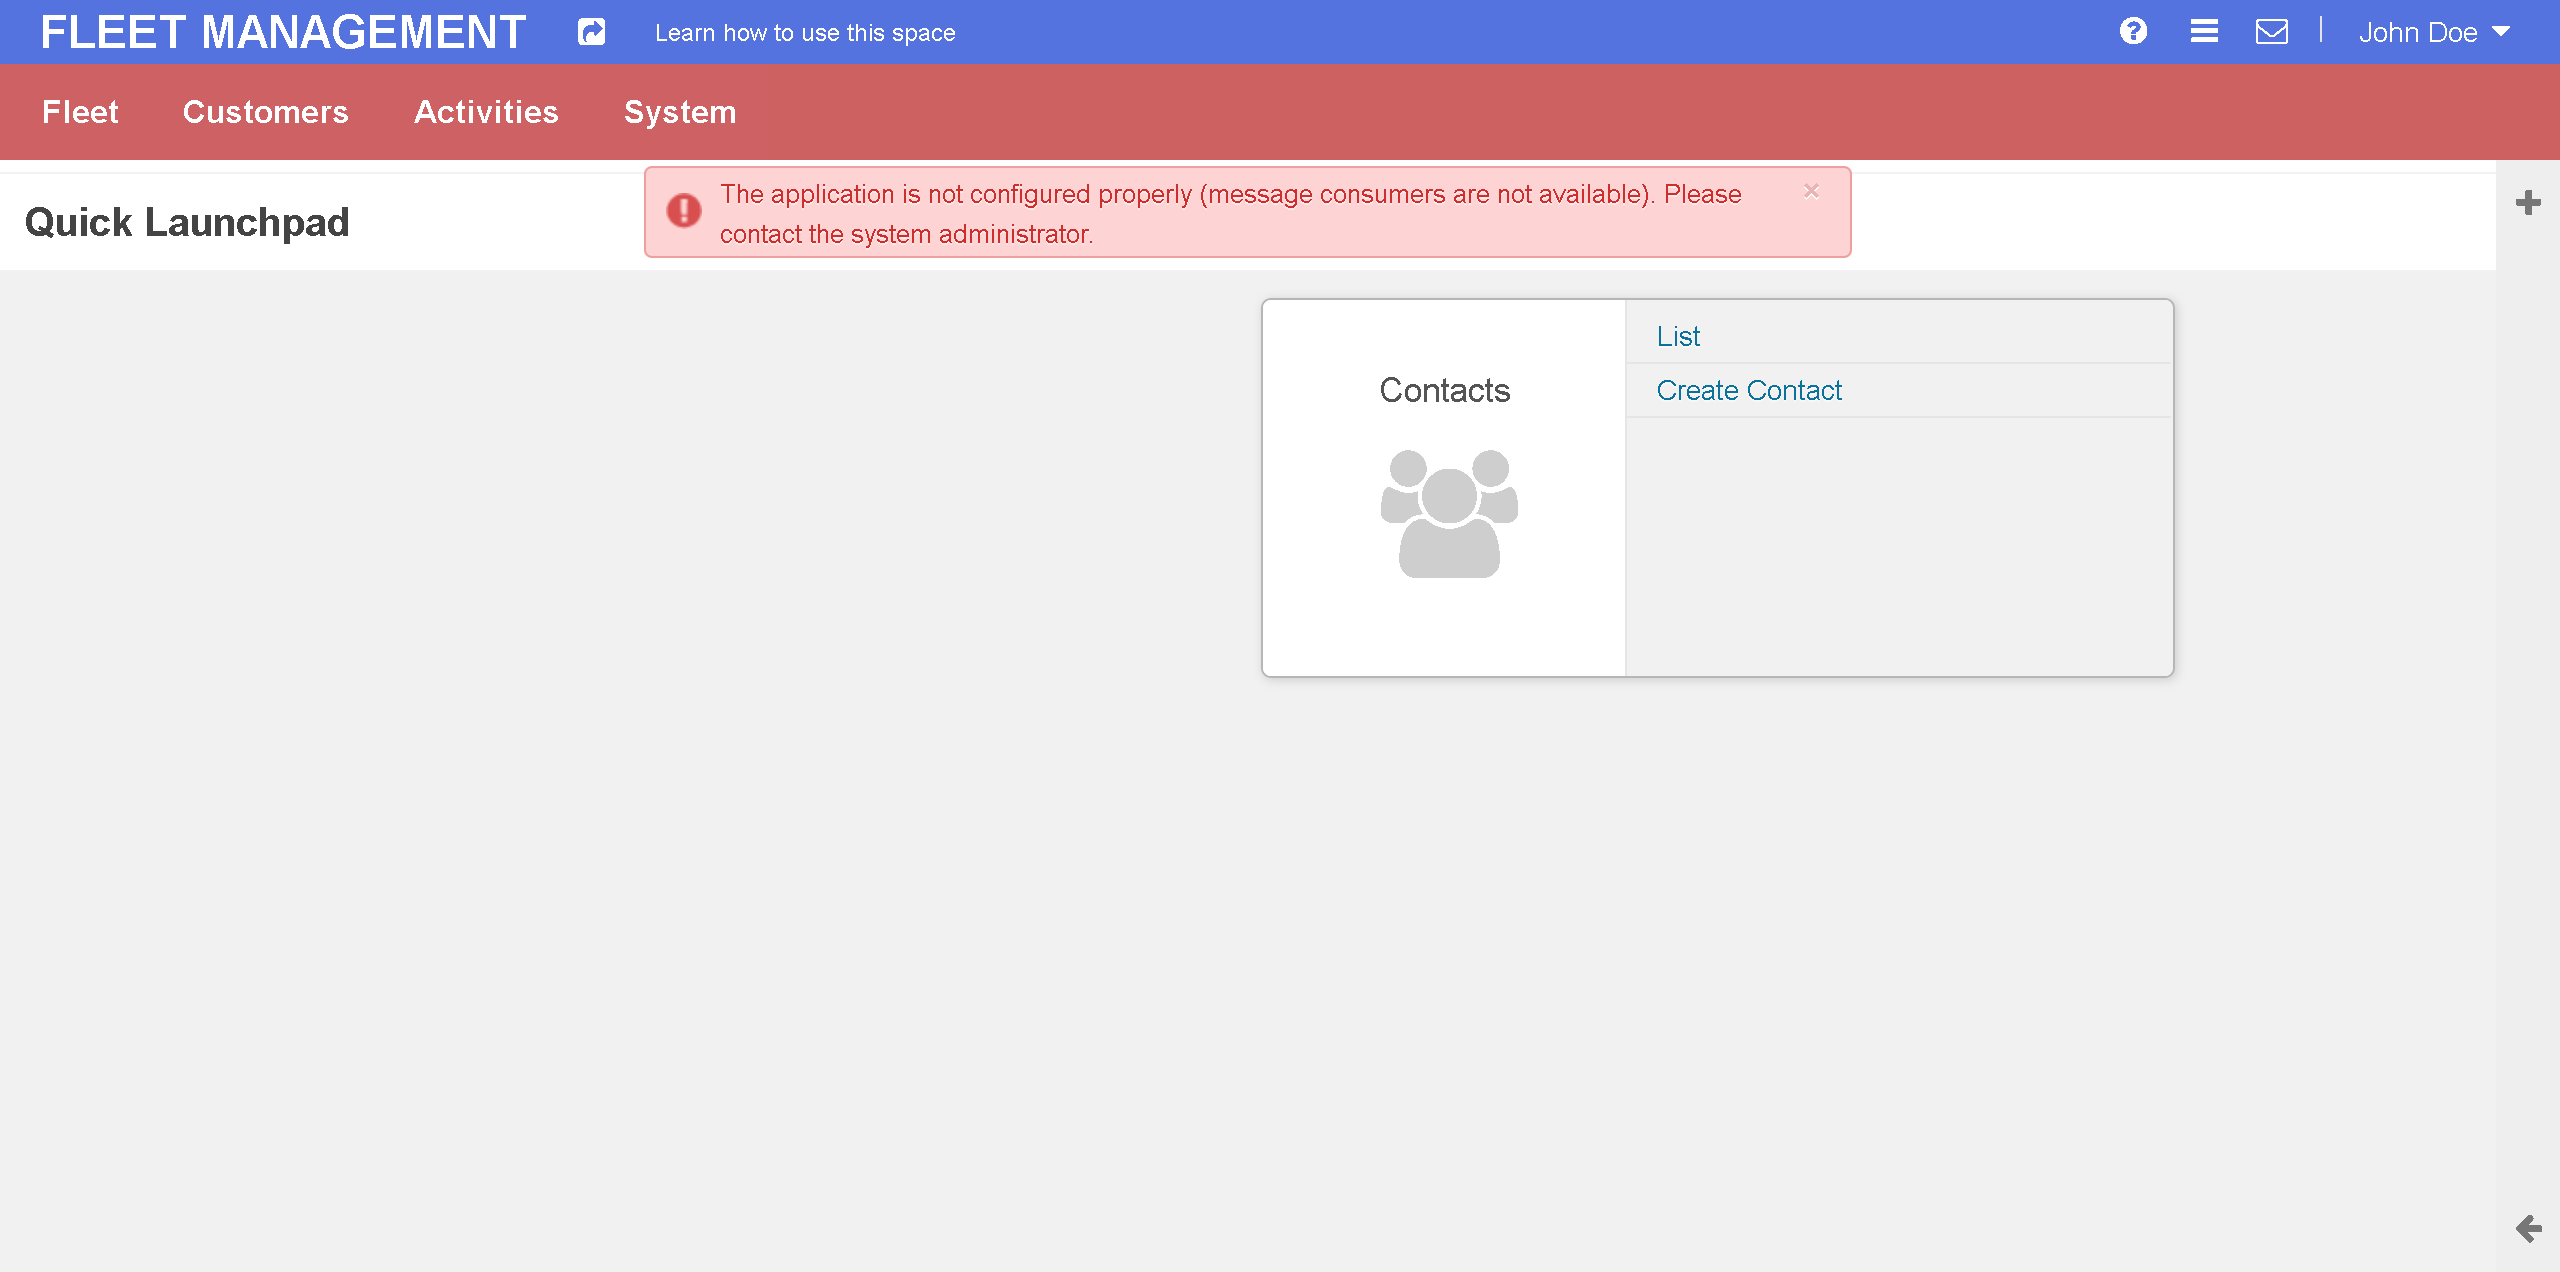 FLEET MANAGEMENT
Learn how to use this space
John Doe
Fleet
Customers
Activities
System
Quick Launchpad
The application is not configured properly (message consumers are not available). Please
contact the system administrator.
×
Contacts
List
Create Contact